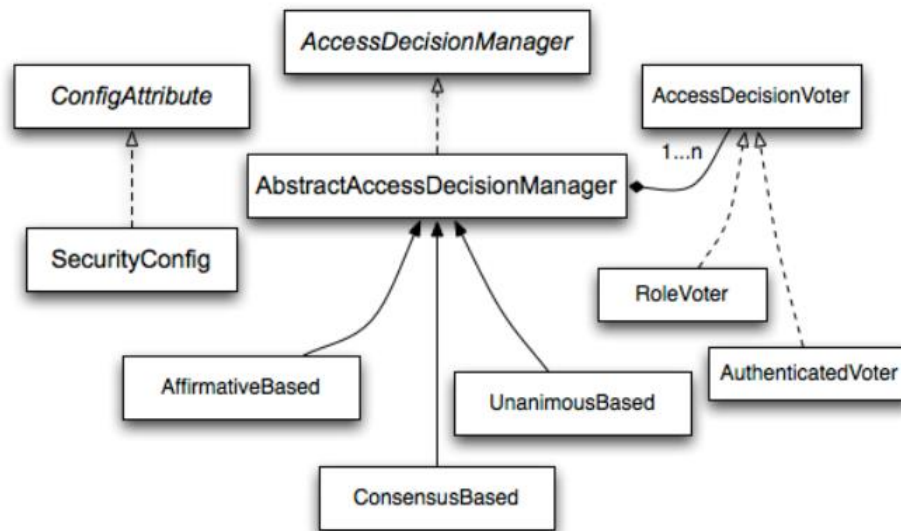 AccessDecisionManager
ConfigAttribute
AccessDecisionVoter
1...n
AbstractAccessDecisionManager
SecurityConfig
RoleVoter
AffirmativeBased
AuthenticatedVoter
UnanimousBased
ConsensusBased